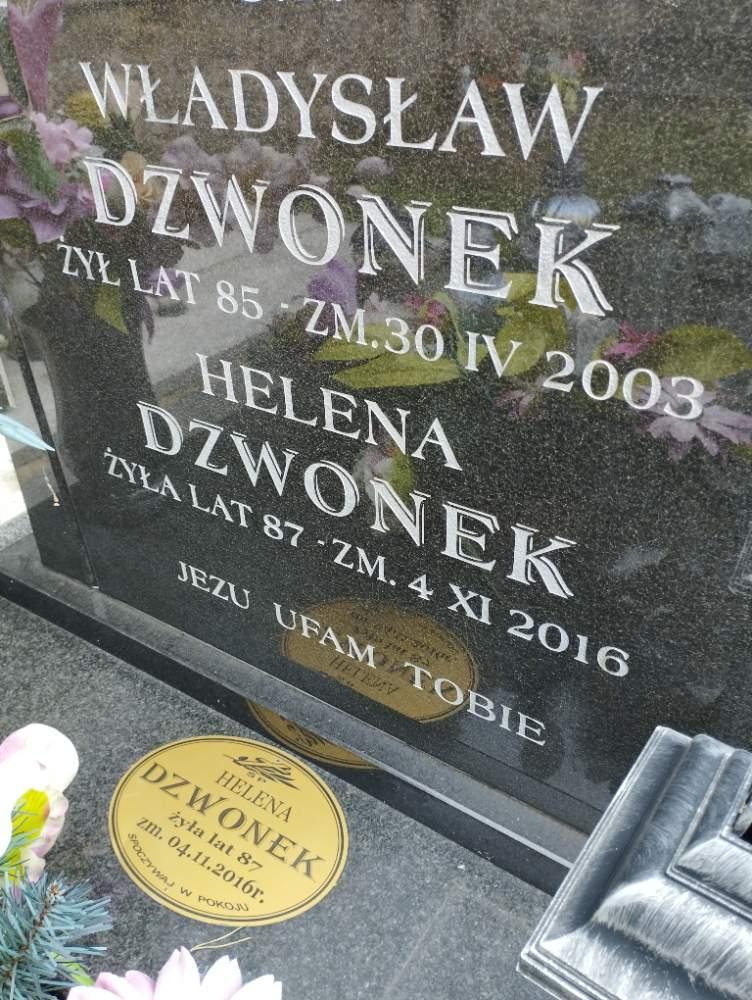 WŁADYSŁAW
DZWONEK
ŻYŁ LAT 85 - ZM.30 IV 2003
HELENA
DZWONEK
ŻYŁA LAT 87 - ZM. 4 XI 2016
JEZU UFAM TOBIE
Ś.P.
HELENA
DZWONEK
żyła lat 87
zm. 04.11.2016r.
SPOCZYWAJ W POKOJU